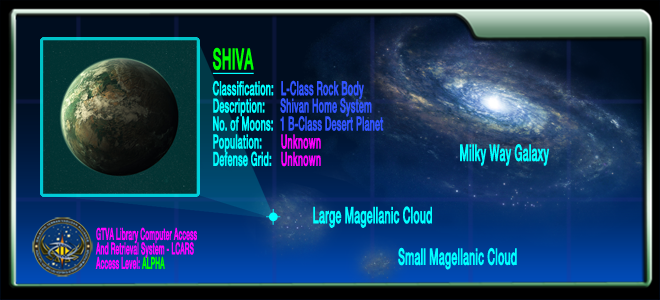 SHIVA
Classification: L-Class Rock Body
Description: Shivan Home System
No. of Moons: 1 B-Class Desert Planet
Population: Unknown
Defense Grid: Unknown
Milky Way Galaxy
Large Magellanic Cloud
Small Magellanic Cloud
GTVA Library Computer Access
And Retrieval System - LCARS
Access Level: ALPHA